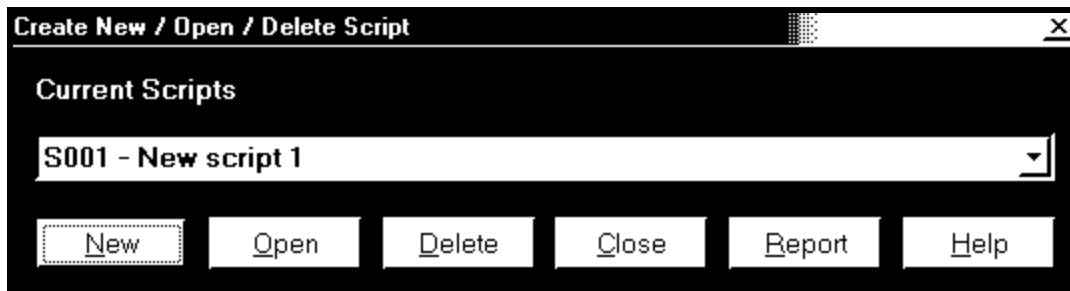 Create New / Open / Delete Script
Current Scripts
S001 - New script 1
New Open Delete Close Report Help